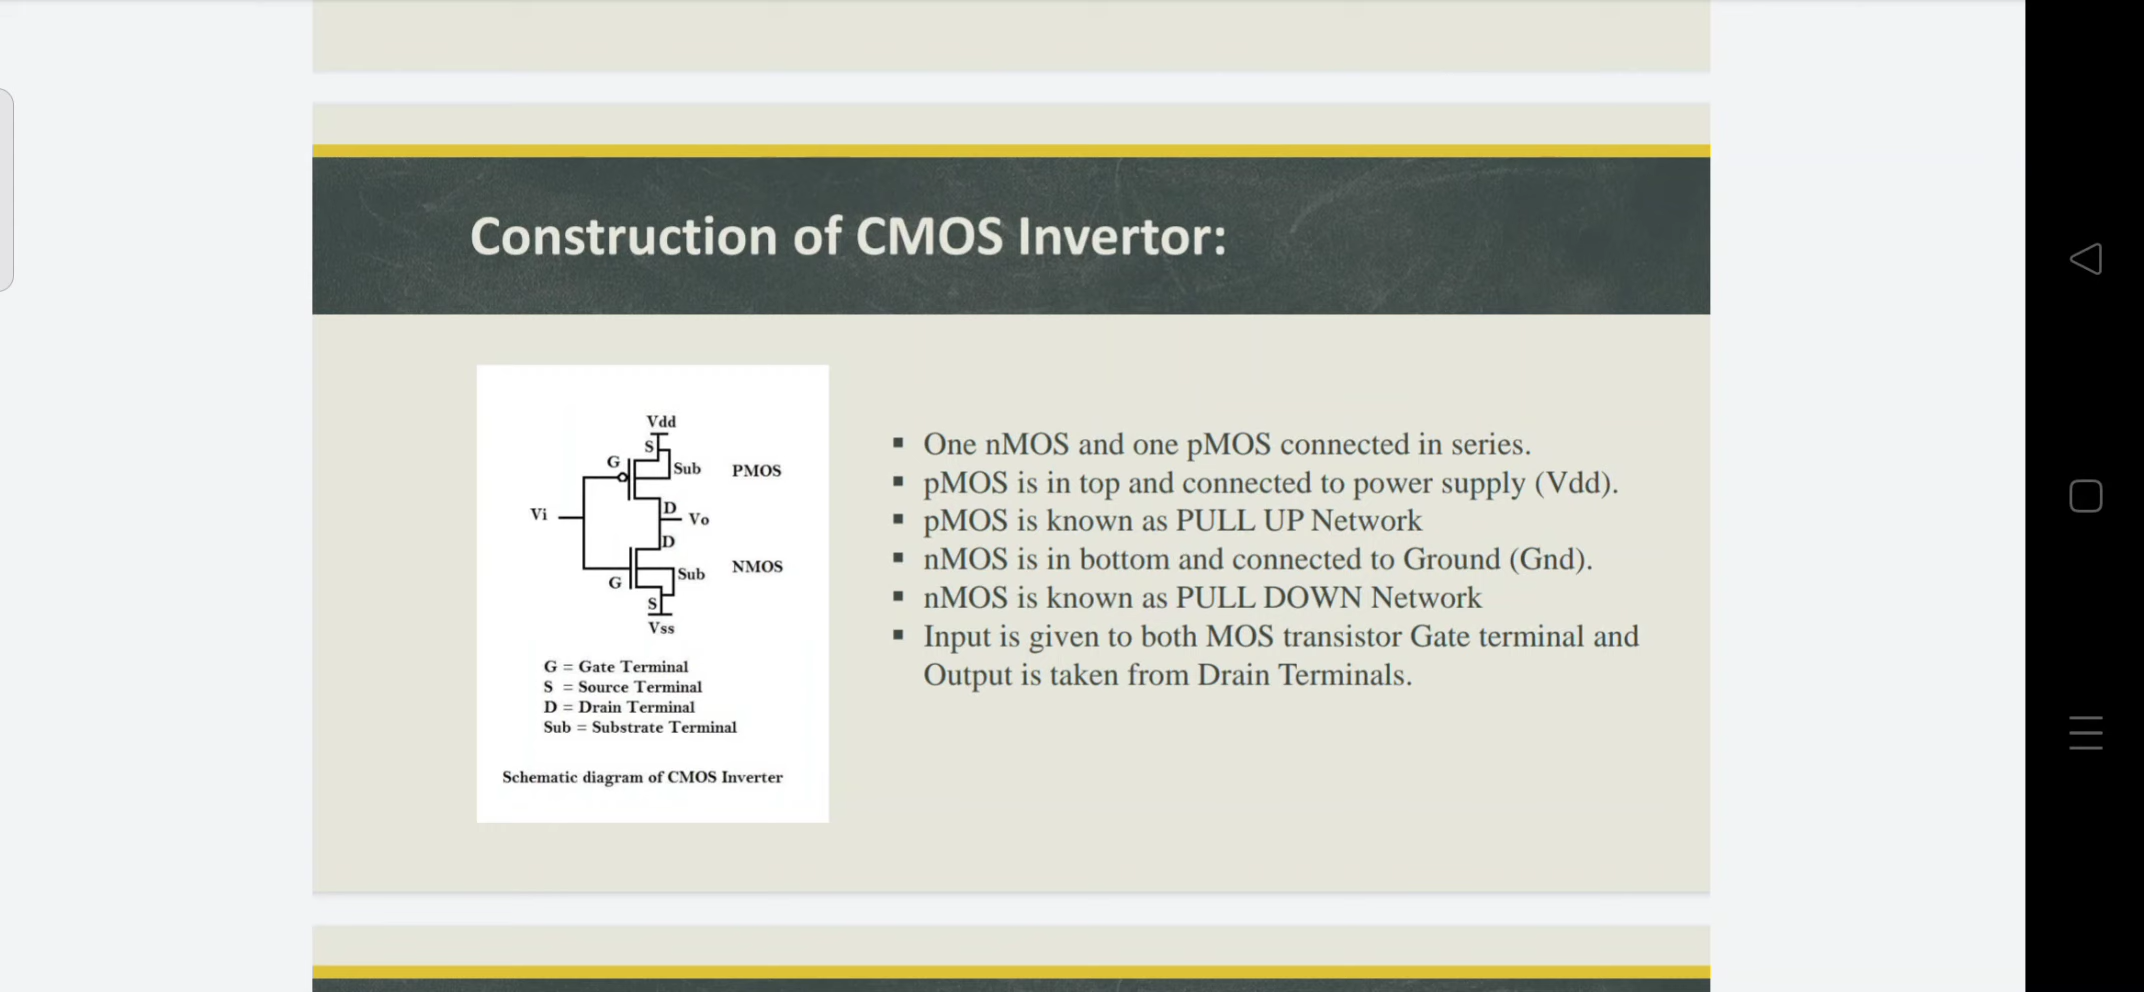 Construction of CMOS Invertor:
Vdd
S
G
Sub
PMOS
D
Vi
Vo
D
NMOS
Sub
G
S
Vss
G = Gate Terminal
S = Source Terminal
D = Drain Terminal
Sub = Substrate Terminal
Schematic diagram of CMOS Inverter
▪ One nMOS and one pMOS connected in series.
▪ pMOS is in top and connected to power supply (Vdd).
▪ pMOS is known as PULL UP Network
▪ nMOS is in bottom and connected to Ground (Gnd).
▪ nMOS is known as PULL DOWN Network
▪ Input is given to both MOS transistor Gate terminal and
Output is taken from Drain Terminals.